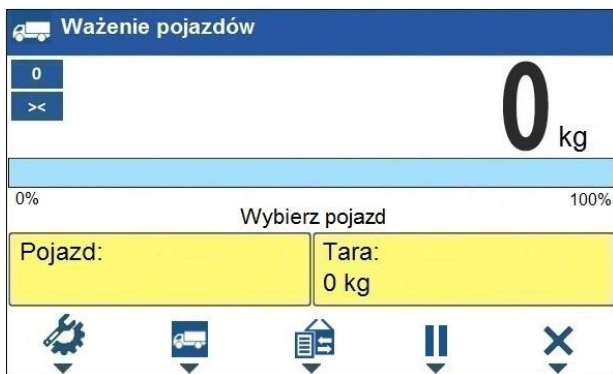 Ważenie pojazdów
0
><
0 kg
0%
100%
Wybierz pojazd
Pojazd:
Tara:
0 kg